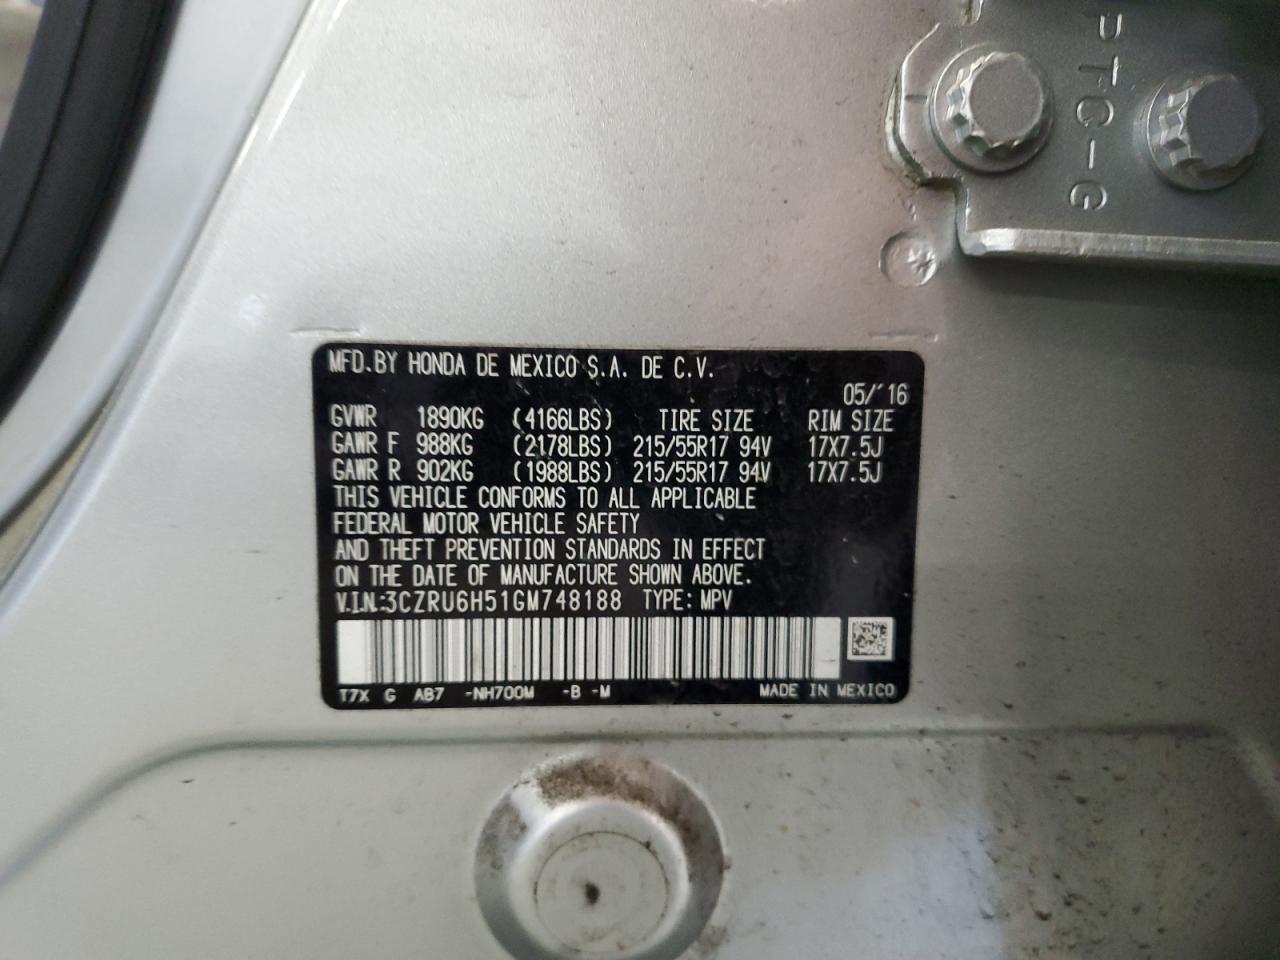 PTC-G
MFD.BY HONDA DE MEXICO S.A. DE C.V.
05/'16
GVWR 1890KG (4166LBS) TIRE SIZE RIM SIZE
GAWR F 988KG (2178LBS) 215/55R17 94V 17X7.5J
GAWR R 902KG (1988LBS) 215/55R17 94V 17X7.5J
THIS VEHICLE CONFORMS TO ALL APPLICABLE
FEDERAL MOTOR VEHICLE SAFETY
AND THEFT PREVENTION STANDARDS IN EFFECT
ON THE DATE OF MANUFACTURE SHOWN ABOVE.
V.I.N.:3CZRU6H51GM748188 TYPE: MPV
T7X G AB7 -NH700M -B -M MADE IN MEXICO